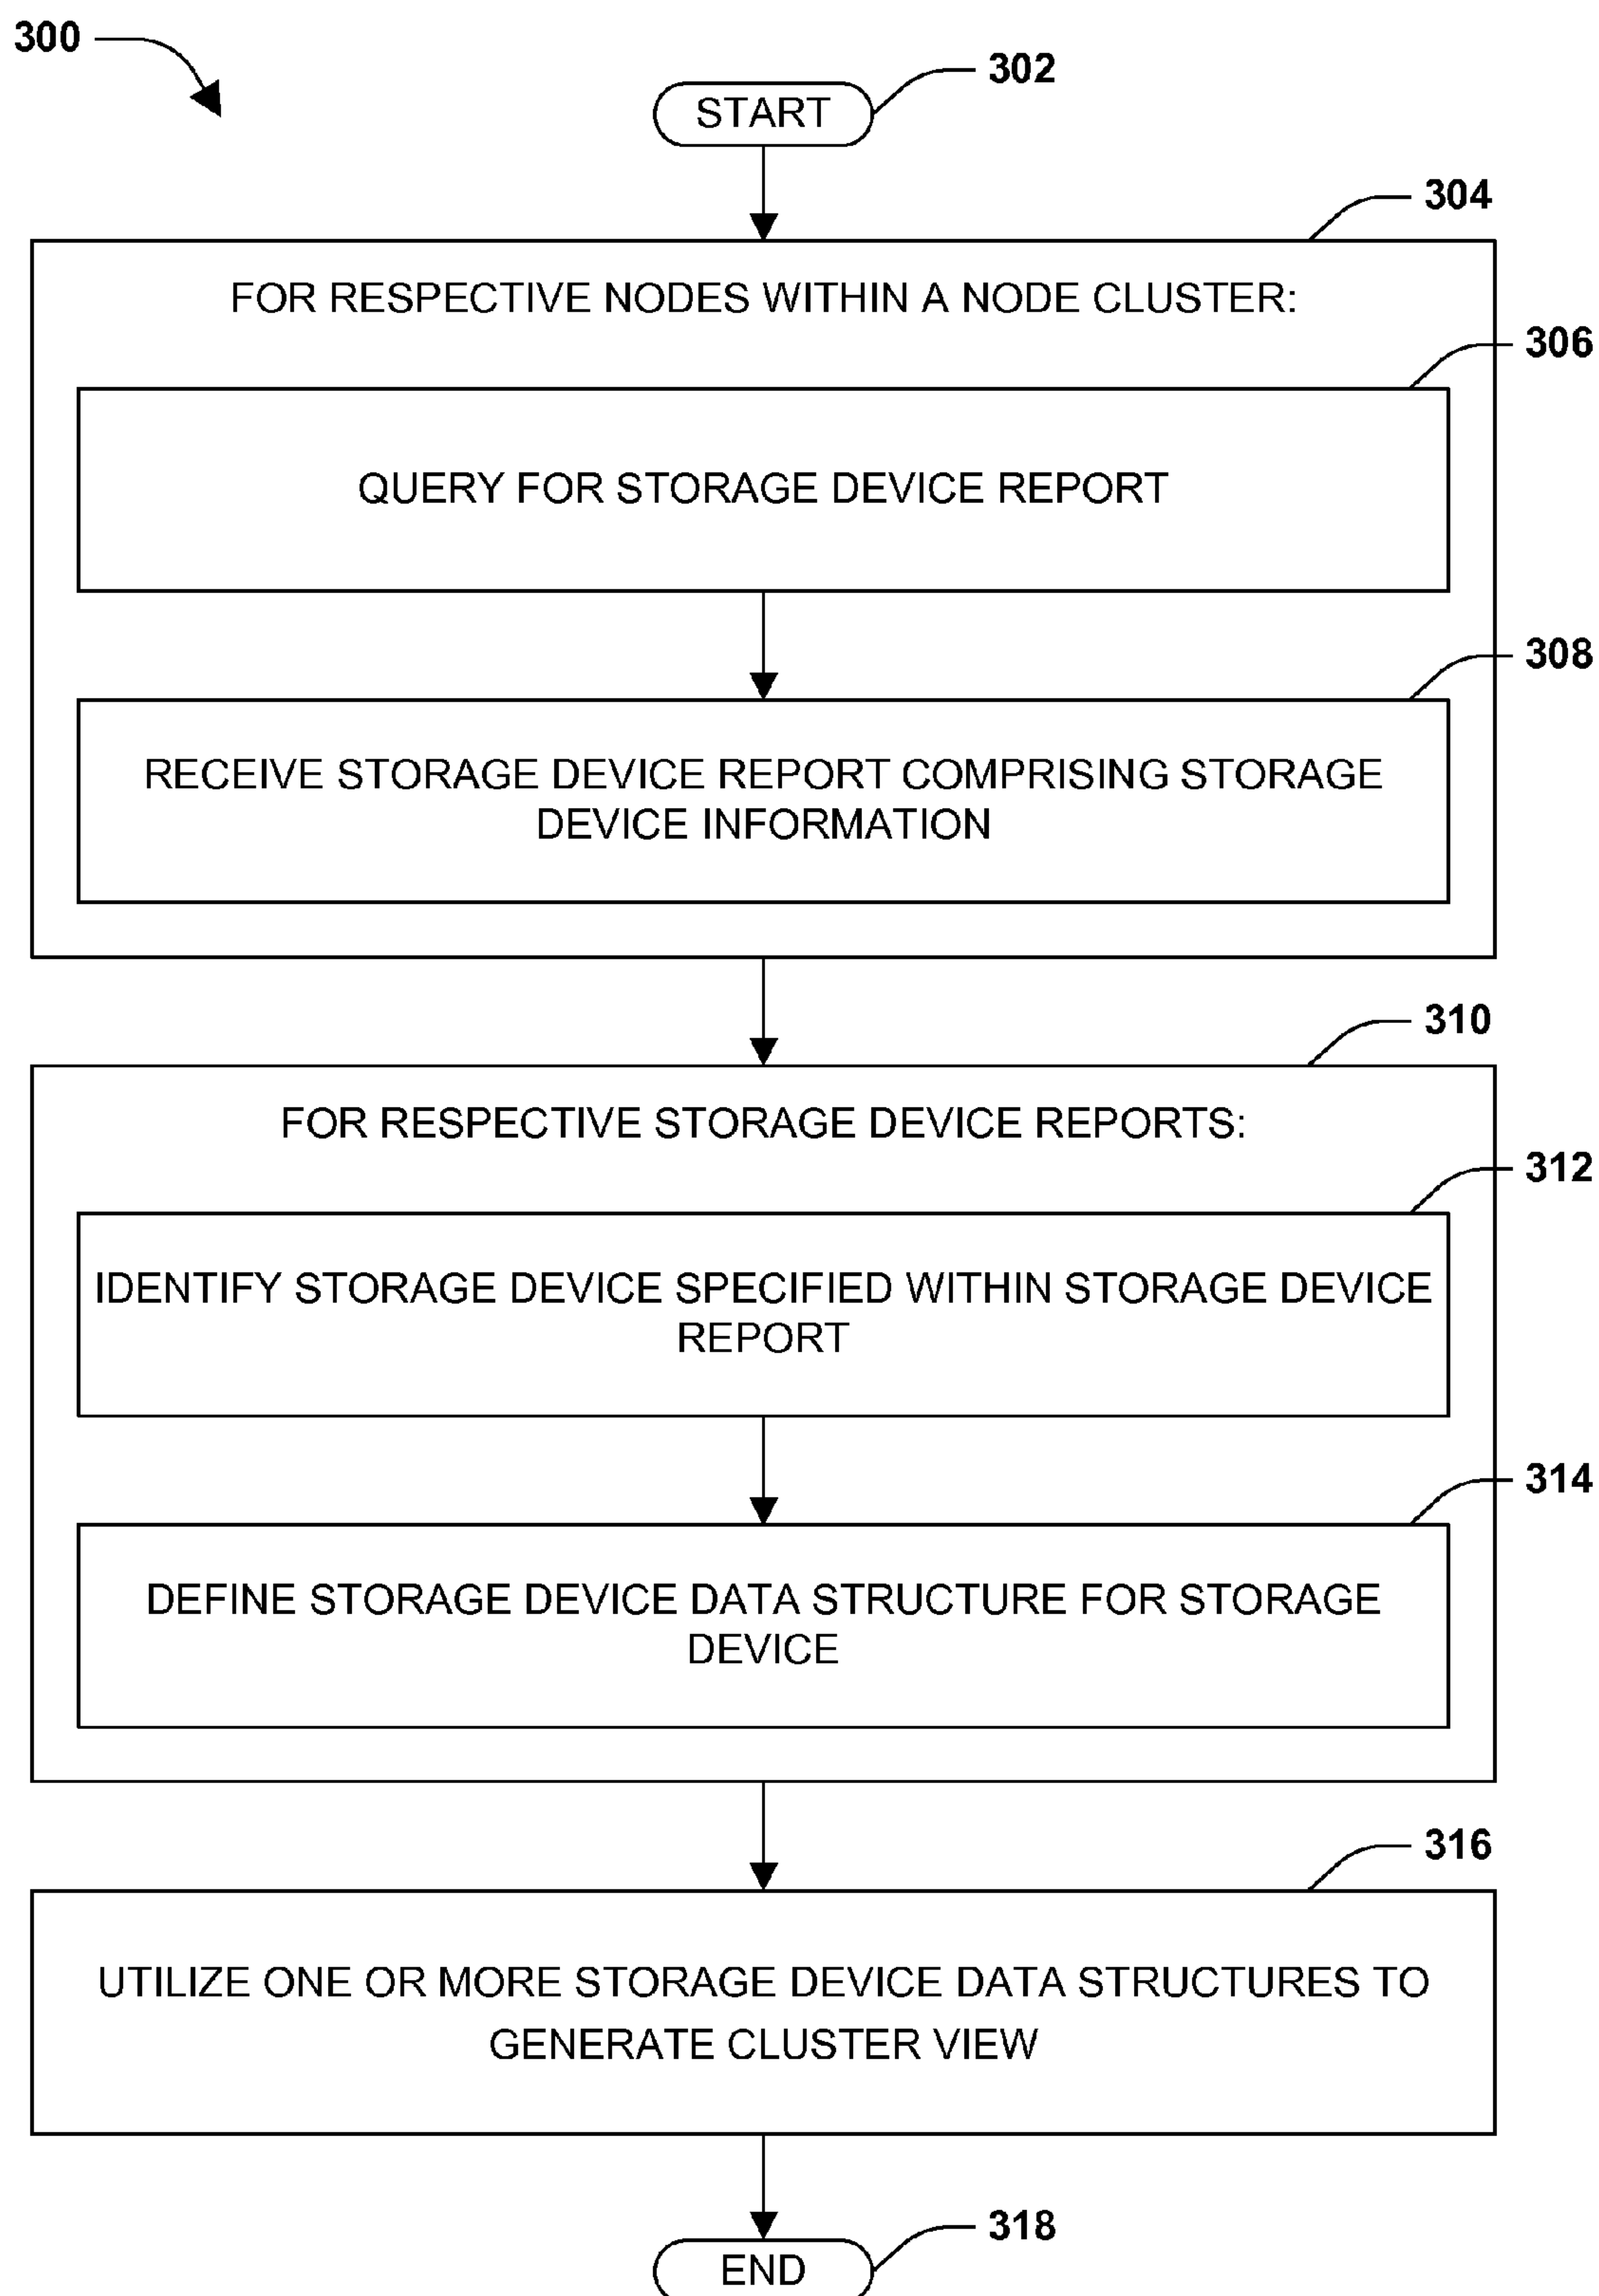 300
302
START
304
FOR RESPECTIVE NODES WITHIN A NODE CLUSTER:
306
QUERY FOR STORAGE DEVICE REPORT
308
RECEIVE STORAGE DEVICE REPORT COMPRISING STORAGE
DEVICE INFORMATION
310
FOR RESPECTIVE STORAGE DEVICE REPORTS:
312
IDENTIFY STORAGE DEVICE SPECIFIED WITHIN STORAGE DEVICE
REPORT
314
DEFINE STORAGE DEVICE DATA STRUCTURE FOR STORAGE
DEVICE
316
UTILIZE ONE OR MORE STORAGE DEVICE DATA STRUCTURES TO
GENERATE CLUSTER VIEW
318
END